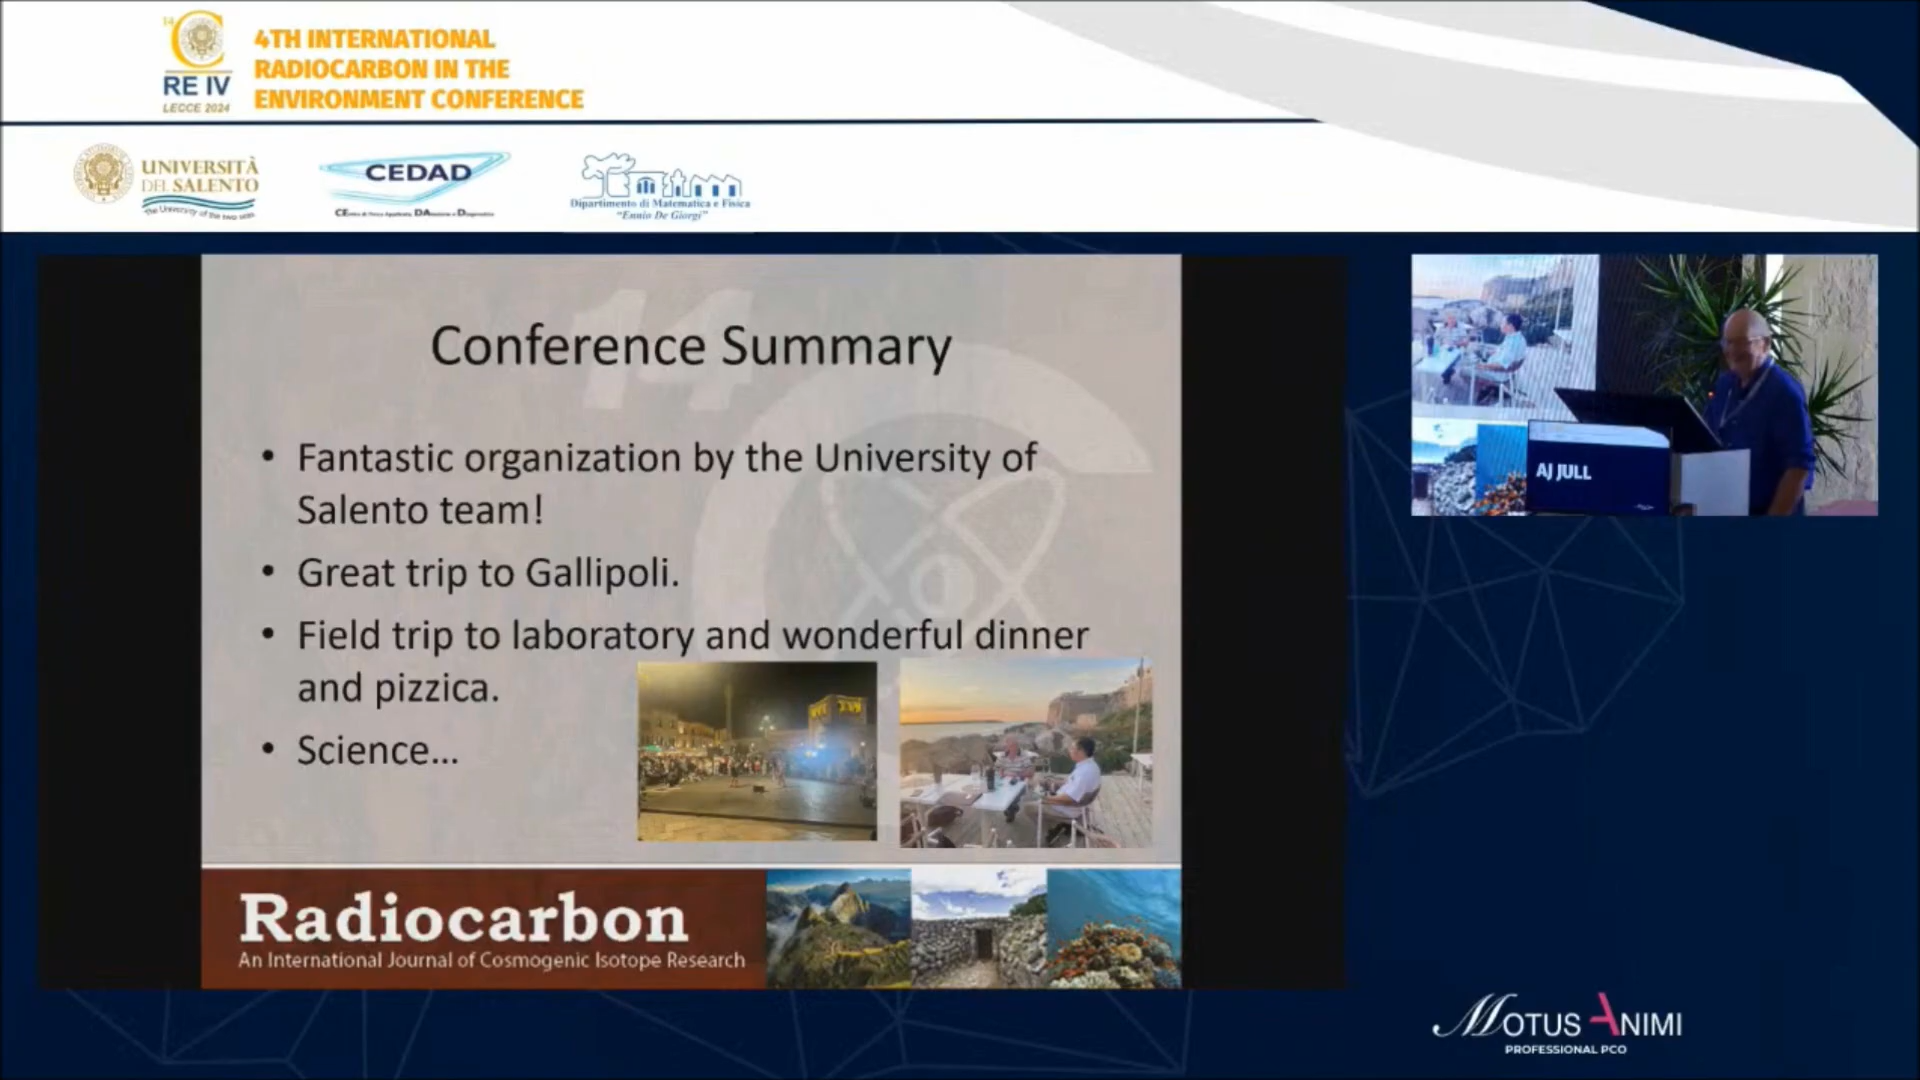 14
C
RE IV
LECCE 2024
4TH INTERNATIONAL
RADIOCARBON IN THE
ENVIRONMENT CONFERENCE
UNIVERSITÀ
DEL SALENTO
The University of the two seas
CEDAD
CEntro di Fisica Applicata, DAtazione e Diagnostica
Dipartimento di Matematica e Fisica
"Ennio De Giorgi"
14
Conference Summary
• Fantastic organization by the University of
Salento team!
• Great trip to Gallipoli.
• Field trip to laboratory and wonderful dinner
and pizzica.
• Science...
Radiocarbon
An International Journal of Cosmogenic Isotope Research
AJ JULL
MOTUS ANIMI
PROFESSIONAL PCO